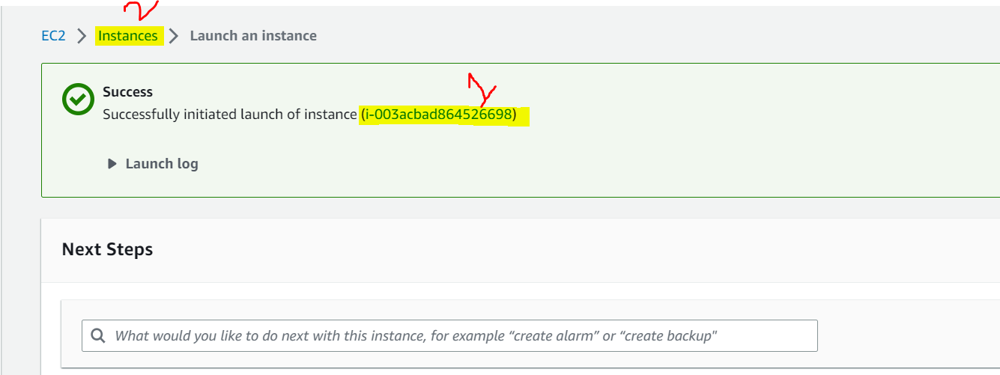 2
EC2 > Instances > Launch an instance
Success
Successfully initiated launch of instance (i-003acbad864526698)
Launch log
Next Steps
What would you like to do next with this instance, for example “create alarm” or “create backup"